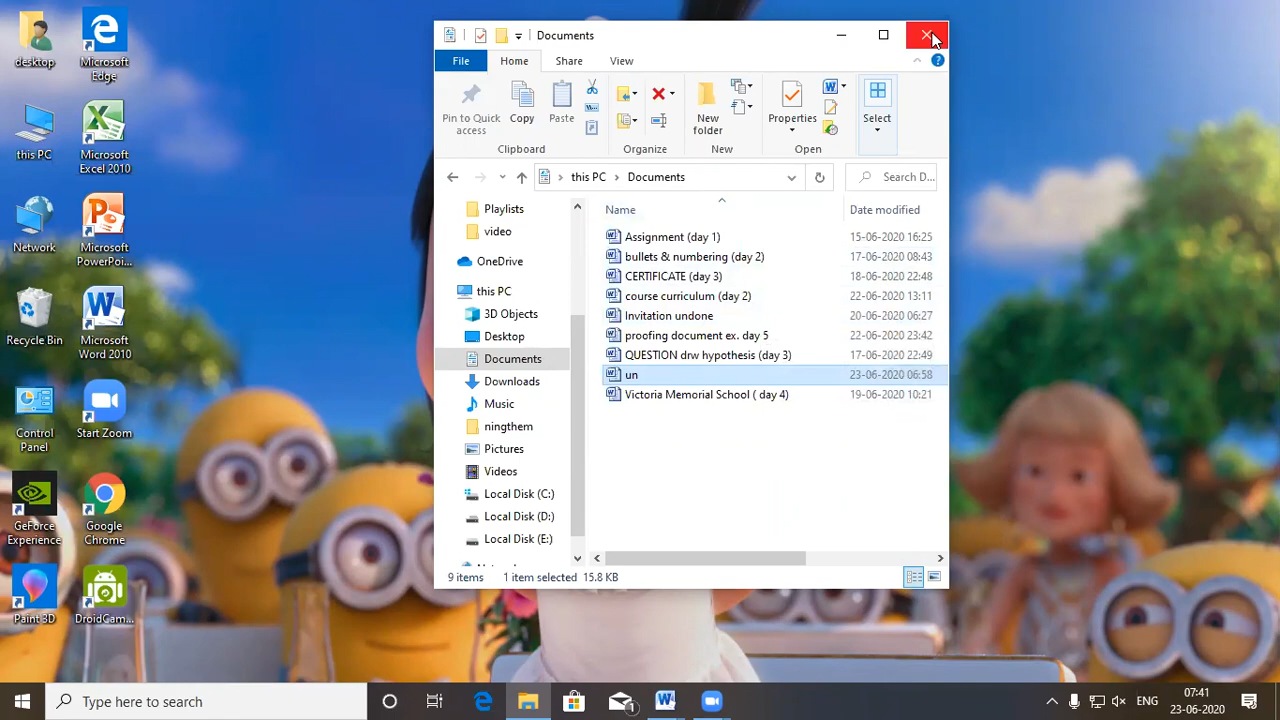 desktop
Microsoft
Edge
this PC
Microsoft
Excel 2010
Network
Microsoft
PowerPoi...
Recycle Bin
Microsoft
Word 2010
Control
Panel
Start Zoom
GeForce
Experience
Google
Chrome
Paint 3D
DroidCam...
Documents
File Home Share View
Pin to Quick
access
Copy
Paste
Clipboard
Organize
New
folder
New
Properties
Open
Select
this PC > Documents
Search D...
Playlists
video
OneDrive
this PC
3D Objects
Desktop
Documents
Downloads
Music
ningthem
Pictures
Videos
Local Disk (C:)
Local Disk (D:)
Local Disk (E:)
Name Date modified
Assignment (day 1) 15-06-2020 16:25
bullets & numbering (day 2) 17-06-2020 08:43
CERTIFICATE (day 3) 18-06-2020 22:48
course curriculum (day 2) 22-06-2020 13:11
Invitation undone 20-06-2020 06:27
proofing document ex. day 5 22-06-2020 23:42
QUESTION drw hypothesis (day 3) 17-06-2020 22:49
un 23-06-2020 06:58
Victoria Memorial School ( day 4) 19-06-2020 10:21
9 items 1 item selected 15.8 KB
Type here to search
1
ENG
07:41
23-06-2020